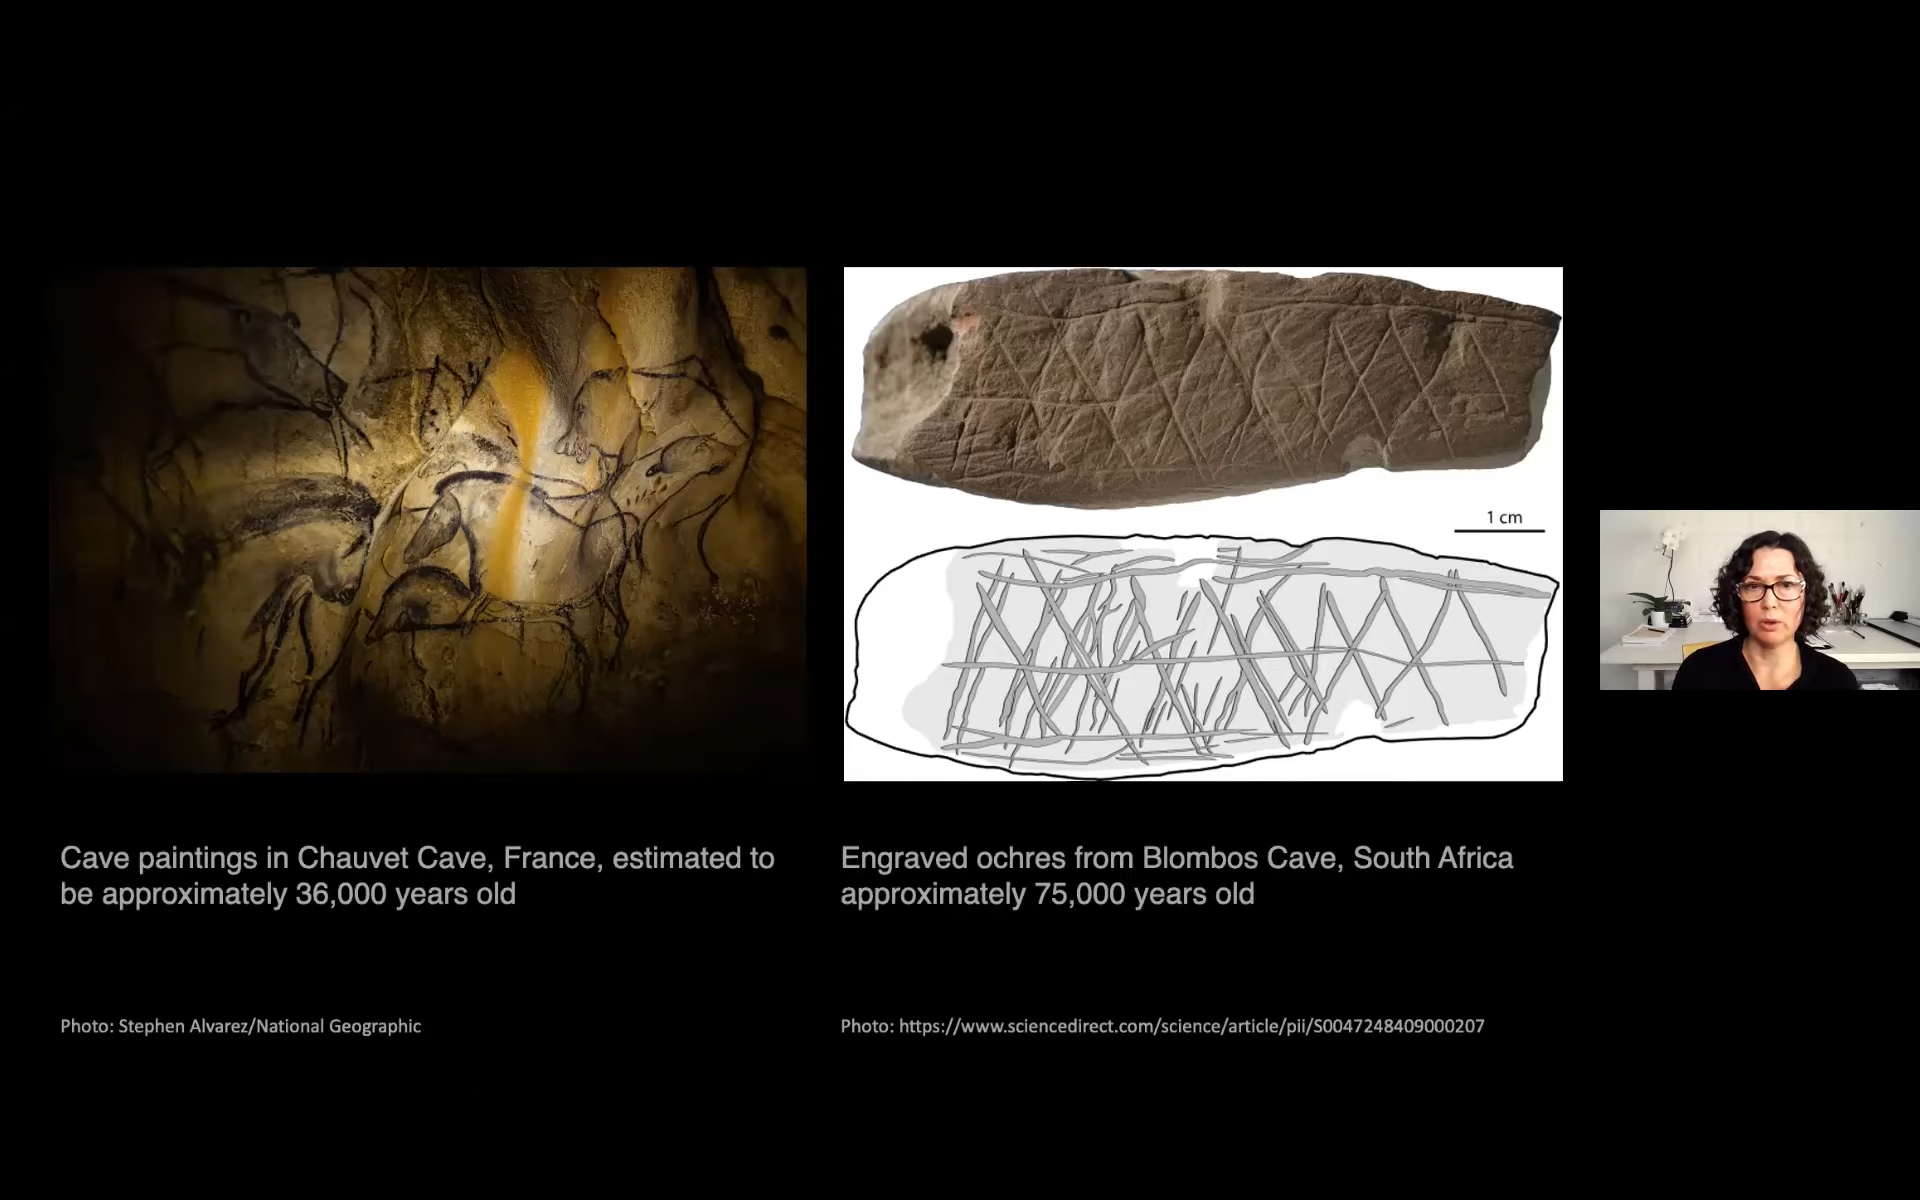 1 cm
Cave paintings in Chauvet Cave, France, estimated to
be approximately 36,000 years old
Engraved ochres from Blombos Cave, South Africa
approximately 75,000 years old
Photo: Stephen Alvarez/National Geographic
Photo: https://www.sciencedirect.com/science/article/pii/S0047248409000207